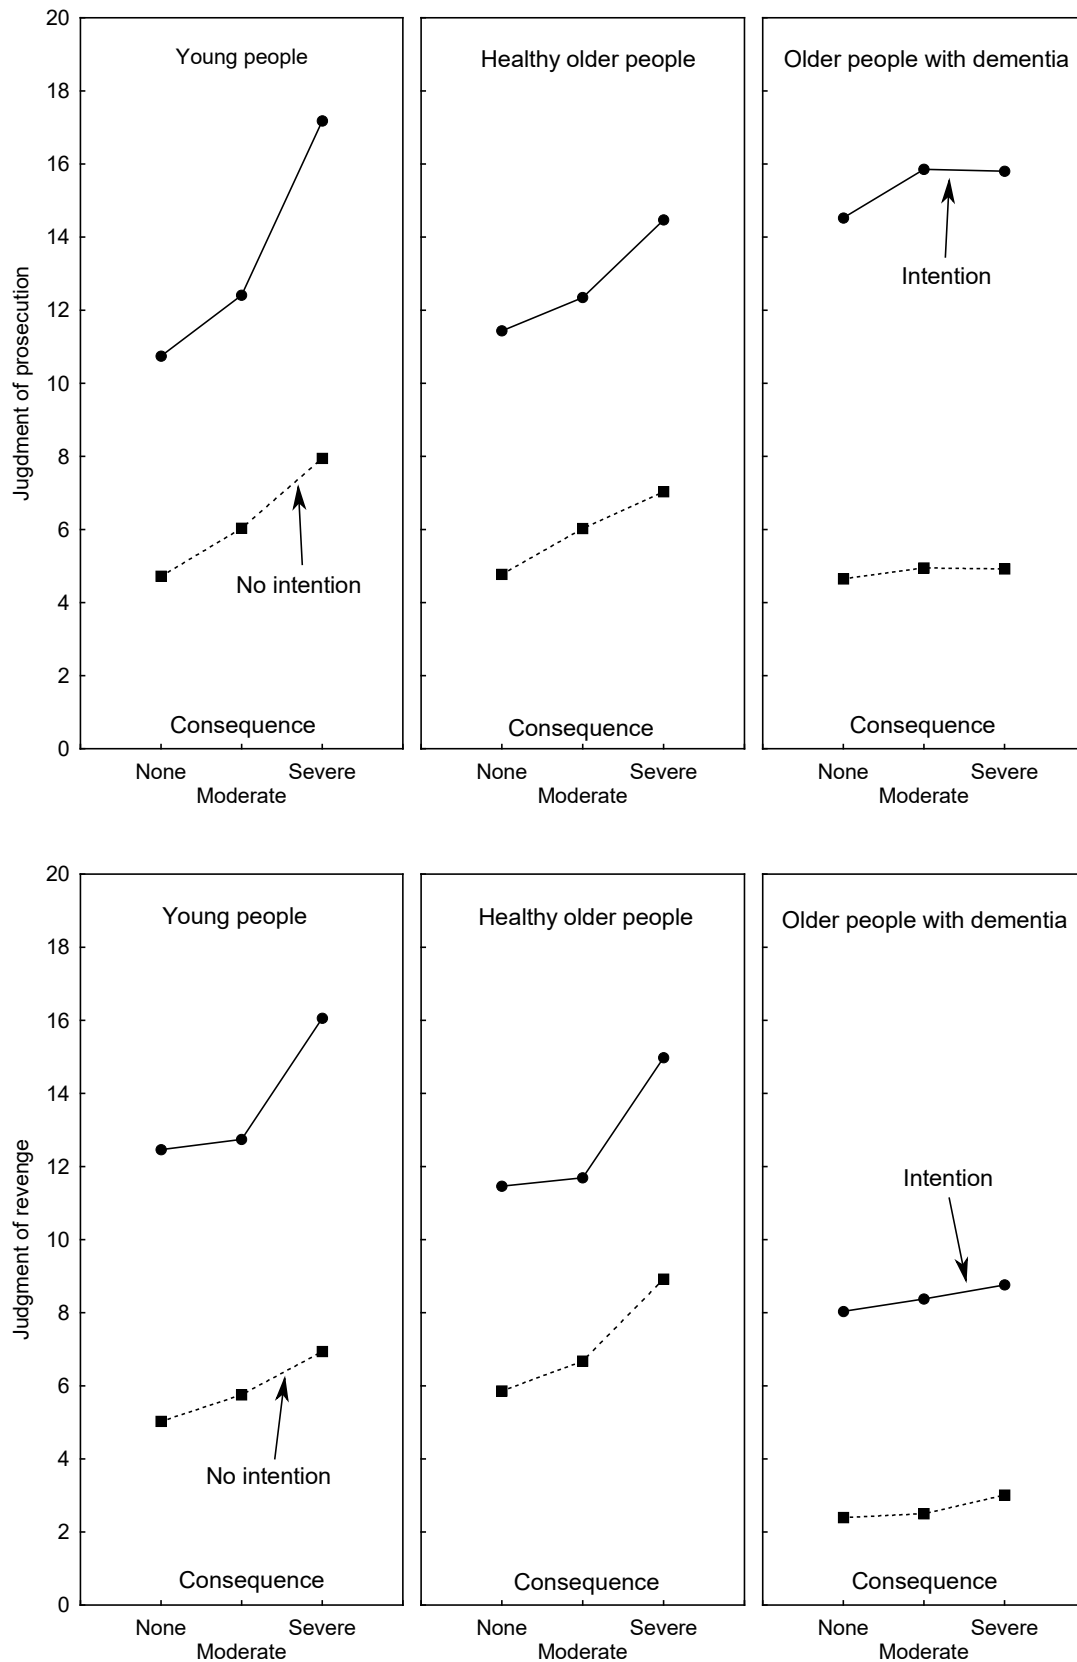 20
Young people
Healthy older people
Older people with dementia
18
16
14
Intention
12
10
Jugdment of prosecution
8
6
No intention
4
2
Consequence
Consequence
Consequence
0
None
Severe
None
Severe
None
Severe
Moderate
Moderate
Moderate
20
Young people
Healthy older people
Older people with dementia
18
16
14
12
Intention
10
Judgment of revenge
8
6
4
No intention
2
Consequence
Consequence
Consequence
0
None
Severe
None
Severe
None
Severe
Moderate
Moderate
Moderate